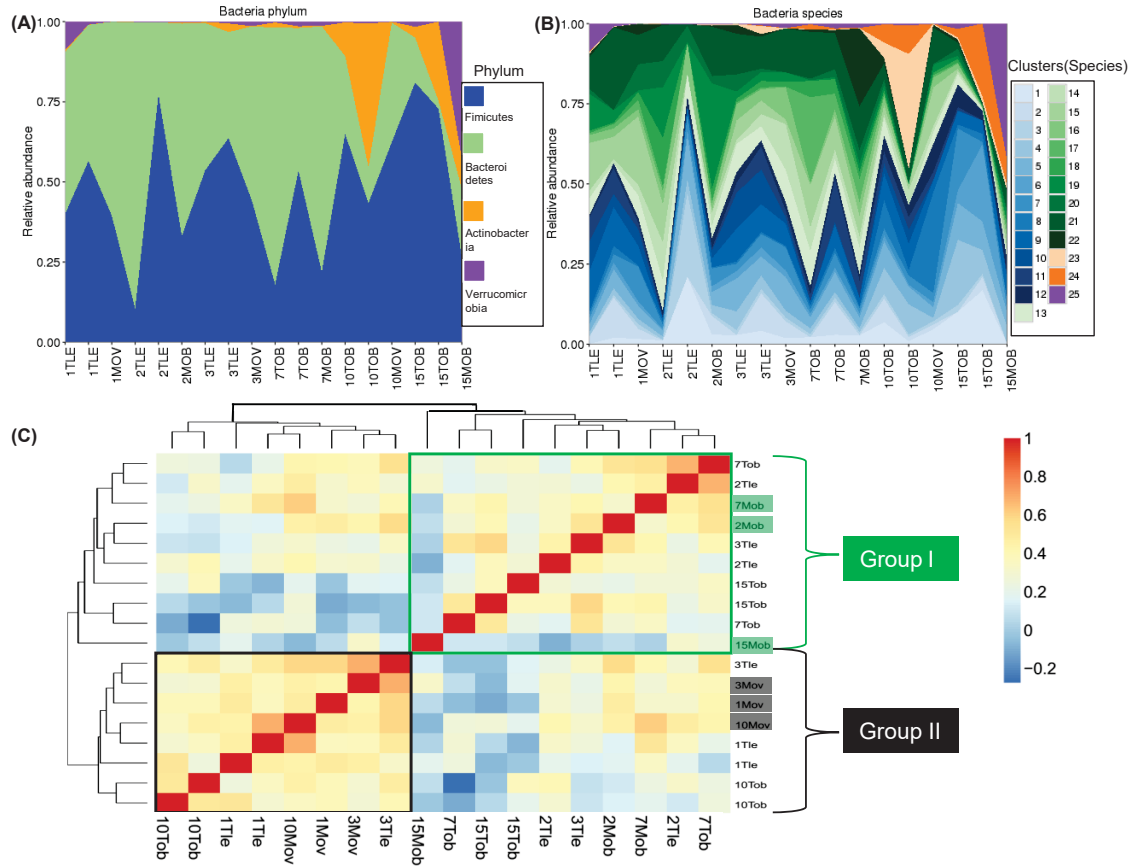 (A)
Bacteria phylum
Relative abundance
1.00
0.75
0.50
0.25
0.00
1TLE
1TLE
1MOV
2TLE
2TLE
2MOB
3TLE
3TLE
3MOV
7TOB
7TOB
7MOB
10TOB
10TOB
10MOV
15TOB
15TOB
15MOB
Phylum
Fimicutes
Bacteroi
detes
Actinobacter
ia
Verrucomicr
obia
(B)
Bacteria species
Relative abundance
1.00
0.75
0.50
0.25
0.00
1TLE
1TLE
1MOV
2TLE
2TLE
2MOB
3TLE
3TLE
3MOV
7TOB
7TOB
7MOB
10TOB
10TOB
10MOV
15TOB
15TOB
15MOB
Clusters(Species)
1
2
3
4
5
6
7
8
9
10
11
12
13
14
15
16
17
18
19
20
21
22
23
24
25
(C)
7Tob
2Tle
7Mob
2Mob
3Tle
2Tle
15Tob
15Tob
7Tob
15Mob
3Tle
3Mov
1Mov
10Mov
1Tle
1Tle
10Tob
10Tob
10Tob
10Tob
1Tle
1Tle
10Mov
1Mov
3Mov
3Tle
15Mob
7Tob
15Tob
15Tob
2Tle
3Tle
2Mob
7Mob
2Tle
7Tob
Group I
Group II
1
0.8
0.6
0.4
0.2
0
−0.2